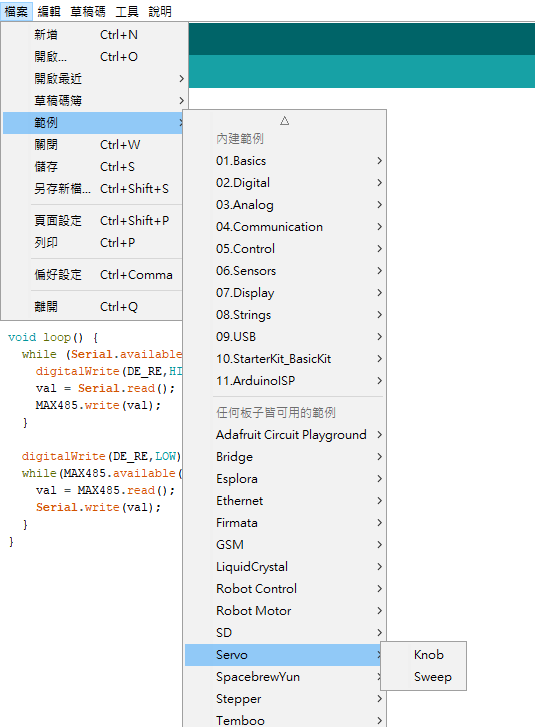 檔案 編輯 草稿碼 工具 說明
新增 Ctrl+N
開啟... Ctrl+O
開啟最近
草稿碼簿
範例
關閉 Ctrl+W
儲存 Ctrl+S
另存新檔... Ctrl+Shift+S
頁面設定 Ctrl+Shift+P
列印 Ctrl+P
偏好設定 Ctrl+Comma
離開 Ctrl+Q
內建範例
01.Basics
02.Digital
03.Analog
04.Communication
05.Control
06.Sensors
07.Display
08.Strings
09.USB
10.StarterKit_BasicKit
11.ArduinoISP
任何板子皆可用的範例
Adafruit Circuit Playground
Bridge
Esplora
Ethernet
Firmata
GSM
LiquidCrystal
Robot Control
Robot Motor
SD
Servo
SpacebrewYun
Stepper
Temboo
Knob
Sweep
void loop() {
while (Serial.available
digitalWrite(DE_RE,HI
val = Serial.read();
MAX485.write(val);
}
digitalWrite(DE_RE,LOW)
while(MAX485.available(
val = MAX485.read();
Serial.write(val);
}
}